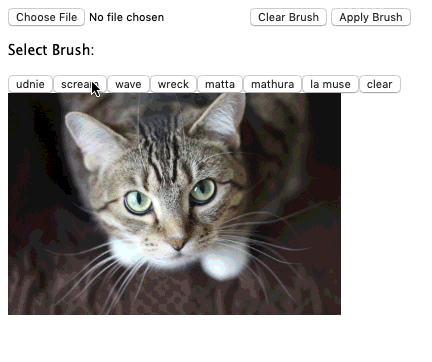 Choose File No file chosen Clear Brush Apply Brush
Select Brush:
udnie scream wave wreck matta mathura la muse clear